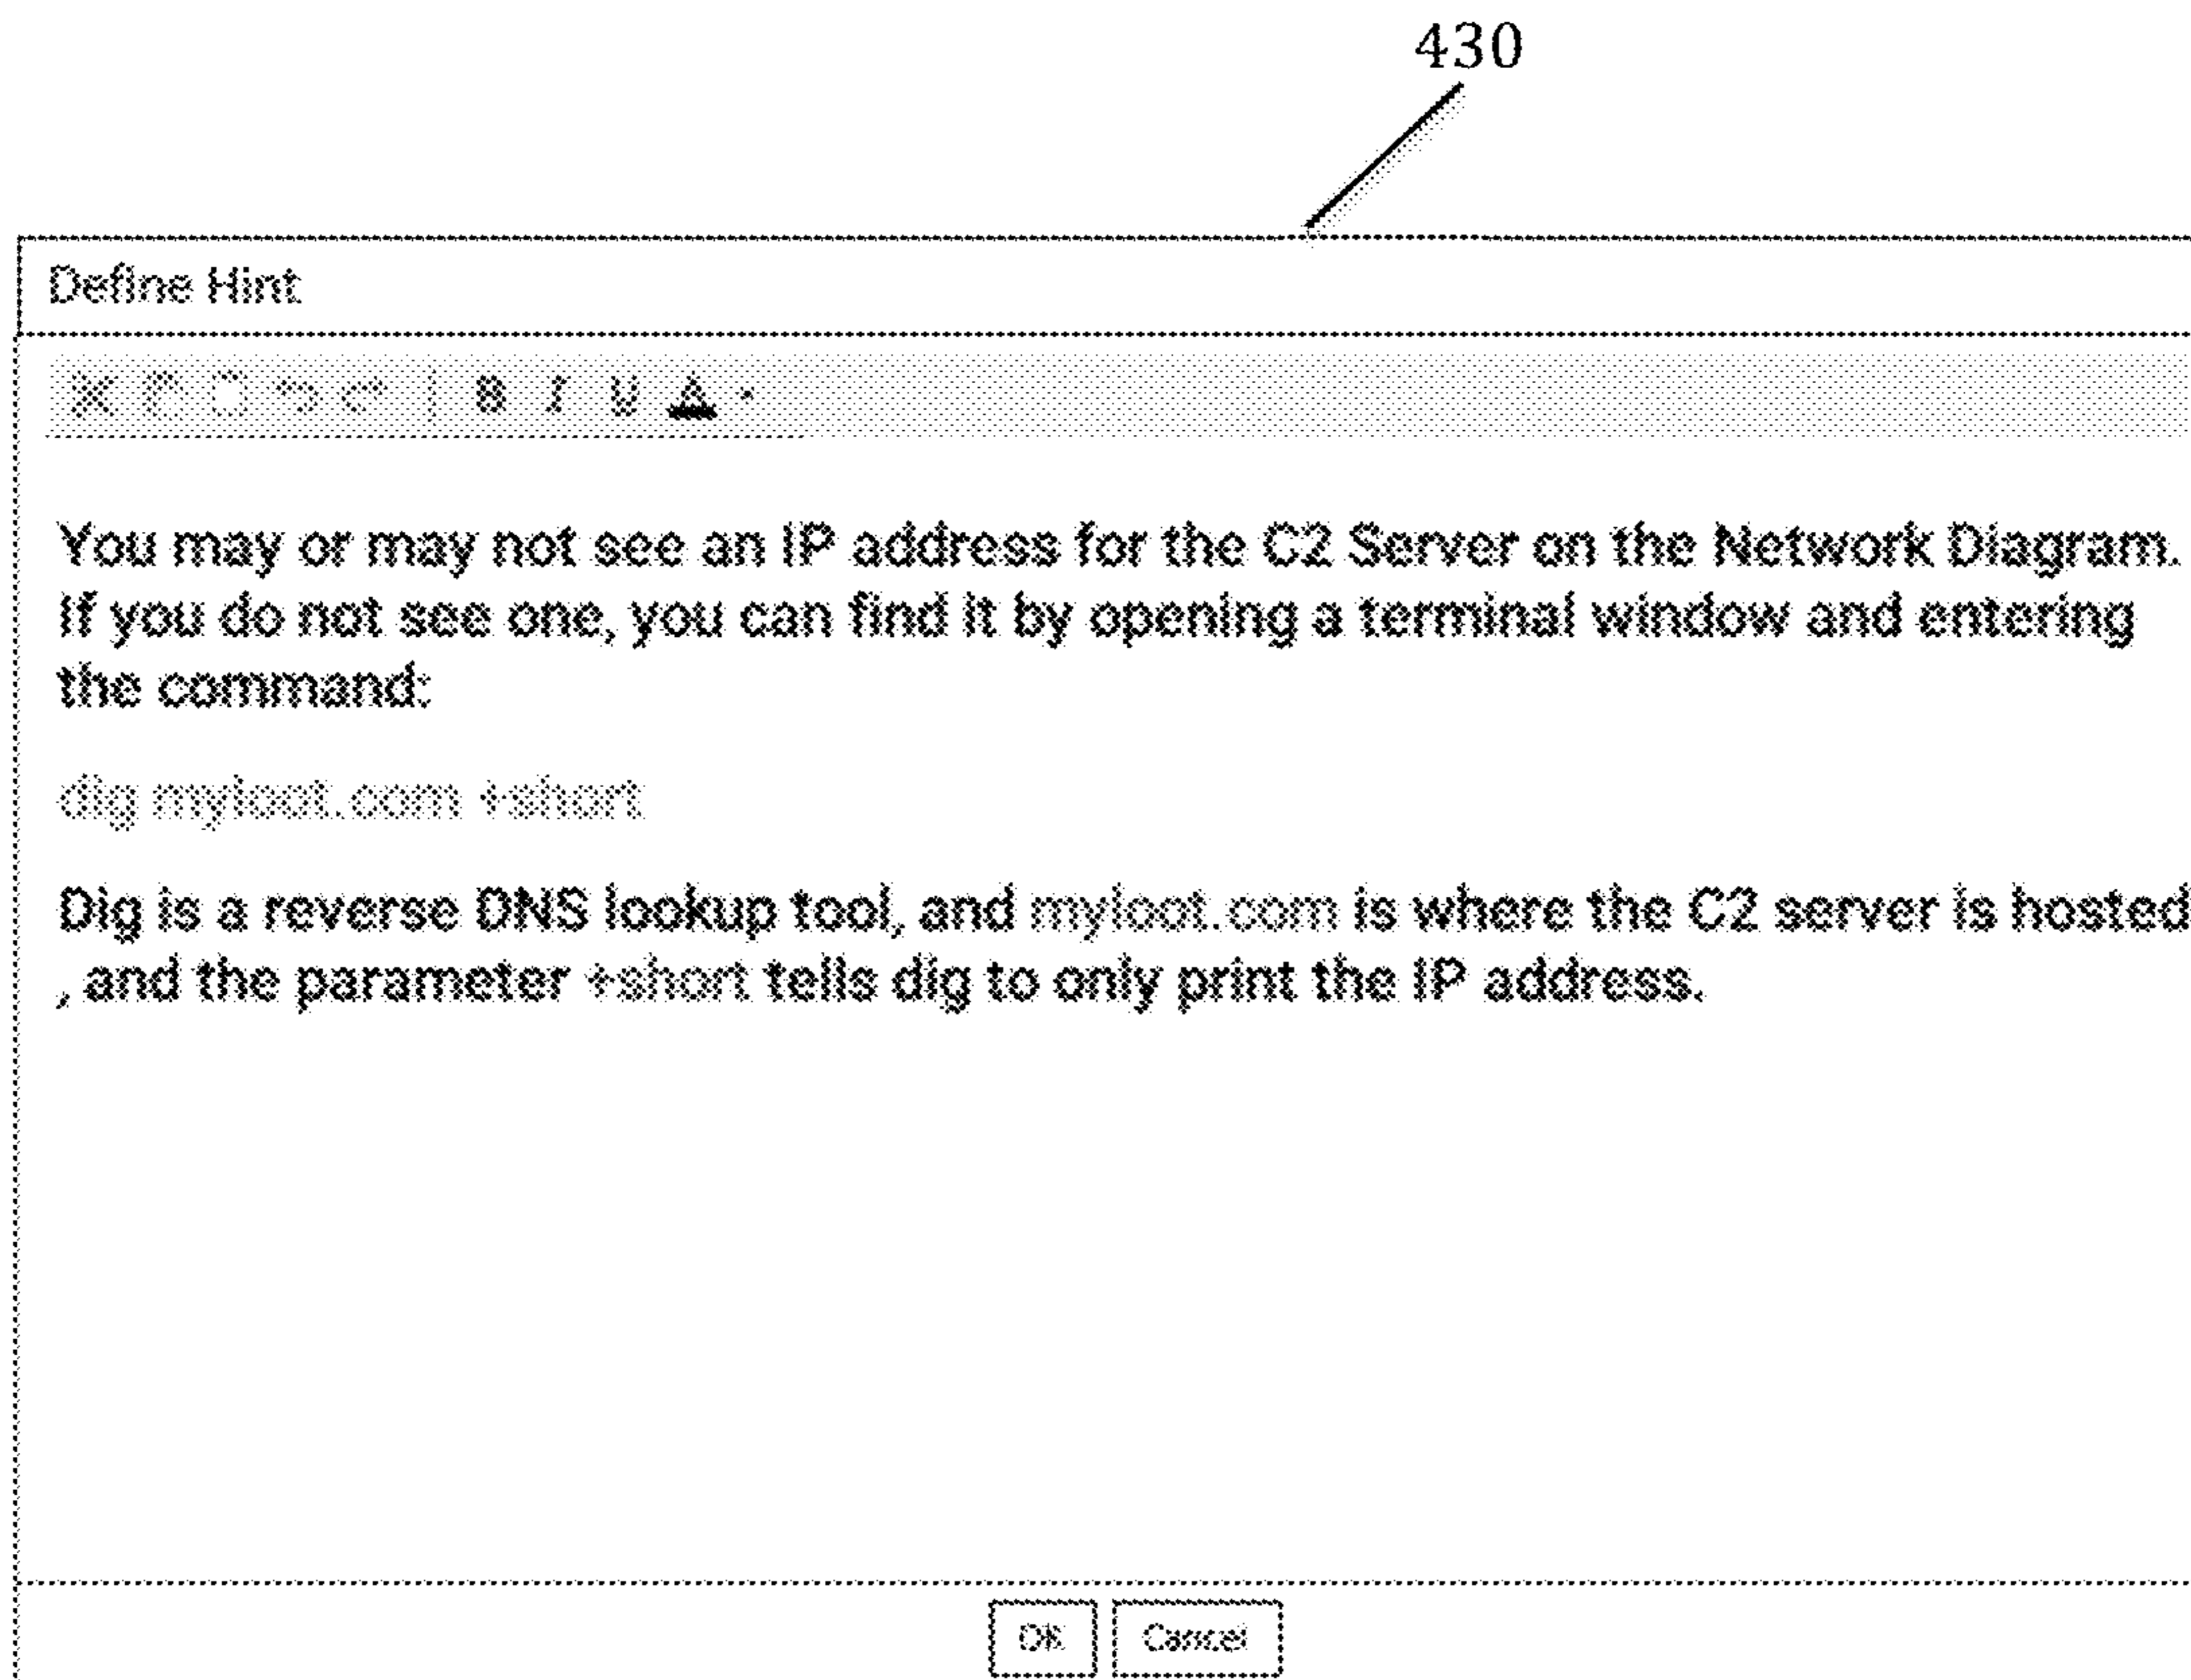 430
Define Hint
B I U A
You may or may not see an IP address for the C2 Server on the Network Diagram.
If you do not see one, you can find it by opening a terminal window and entering
the command:
dig myloot.com +short
Dig is a reverse DNS lookup tool, and myloot.com is where the C2 server is hosted
, and the parameter +short tells dig to only print the IP address.
OK Cancel